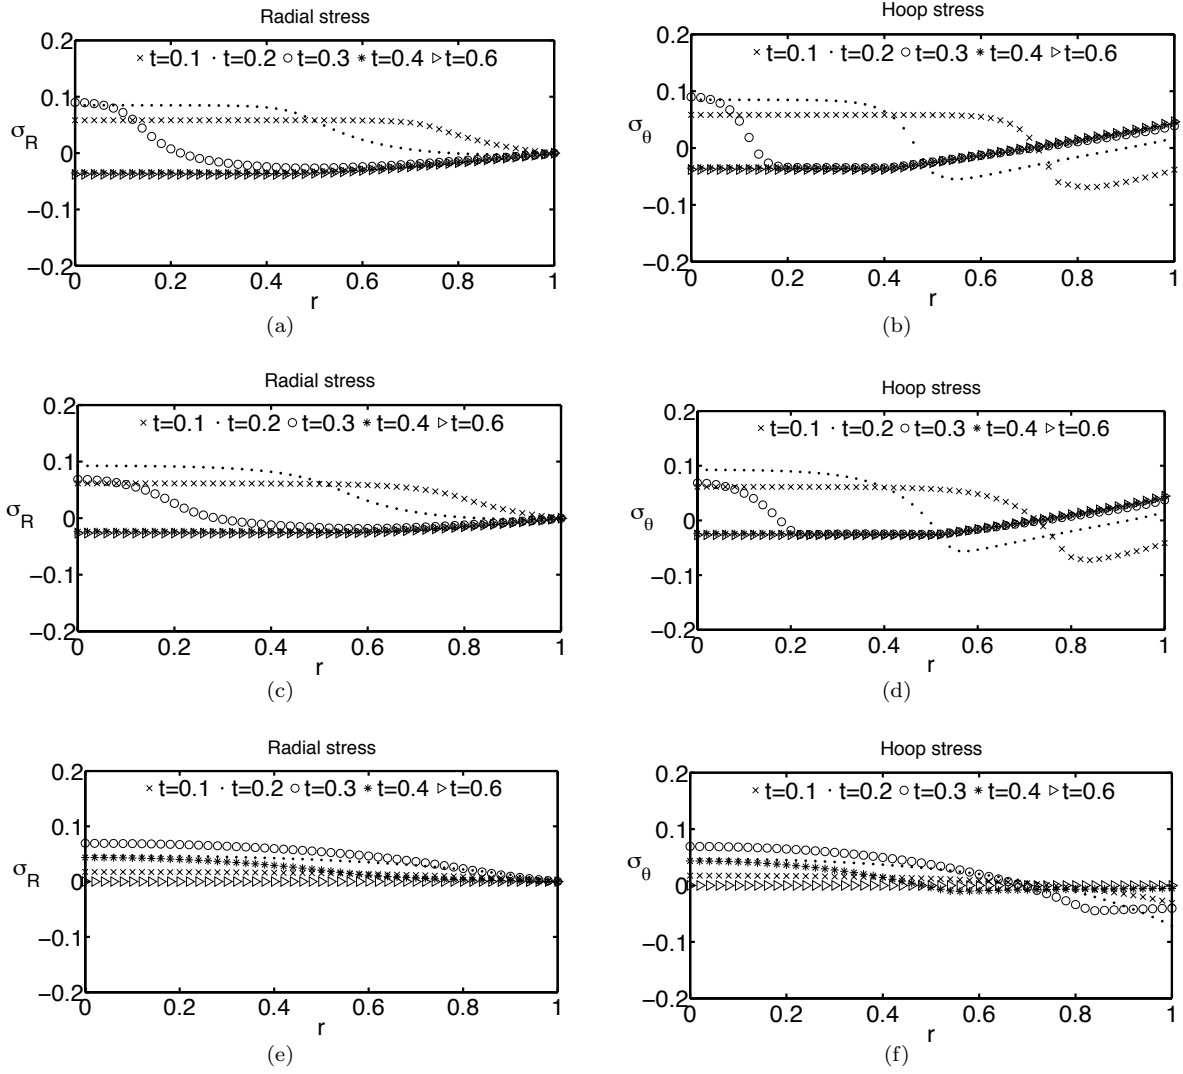 Radial stress
0.2
× t=0.1 · t=0.2 ○ t=0.3 ✱ t=0.4 ▷ t=0.6
0.1
σR
0
−0.1
−0.2
0 0.2 0.4 0.6 0.8 1
r
(a)
Hoop stress
0.2
× t=0.1 · t=0.2 ○ t=0.3 ✱ t=0.4 ▷ t=0.6
0.1
σθ
0
−0.1
−0.2
0 0.2 0.4 0.6 0.8 1
r
(b)
Radial stress
0.2
× t=0.1 · t=0.2 ○ t=0.3 ✱ t=0.4 ▷ t=0.6
0.1
σR
0
−0.1
−0.2
0 0.2 0.4 0.6 0.8 1
r
(c)
Hoop stress
0.2
× t=0.1 · t=0.2 ○ t=0.3 ✱ t=0.4 ▷ t=0.6
0.1
σθ
0
−0.1
−0.2
0 0.2 0.4 0.6 0.8 1
r
(d)
Radial stress
0.2
× t=0.1 · t=0.2 ○ t=0.3 ✱ t=0.4 ▷ t=0.6
0.1
σR
0
−0.1
−0.2
0 0.2 0.4 0.6 0.8 1
r
(e)
Hoop stress
0.2
× t=0.1 · t=0.2 ○ t=0.3 ✱ t=0.4 ▷ t=0.6
0.1
σθ
0
−0.1
−0.2
0 0.2 0.4 0.6 0.8 1
r
(f)